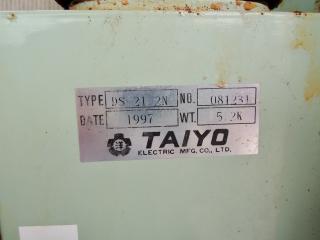 TYPE DS-21.2N NO. 081231
DATE 1997 WT. 5.2K
TAIYO
ELECTRIC MFG. CO., LTD.